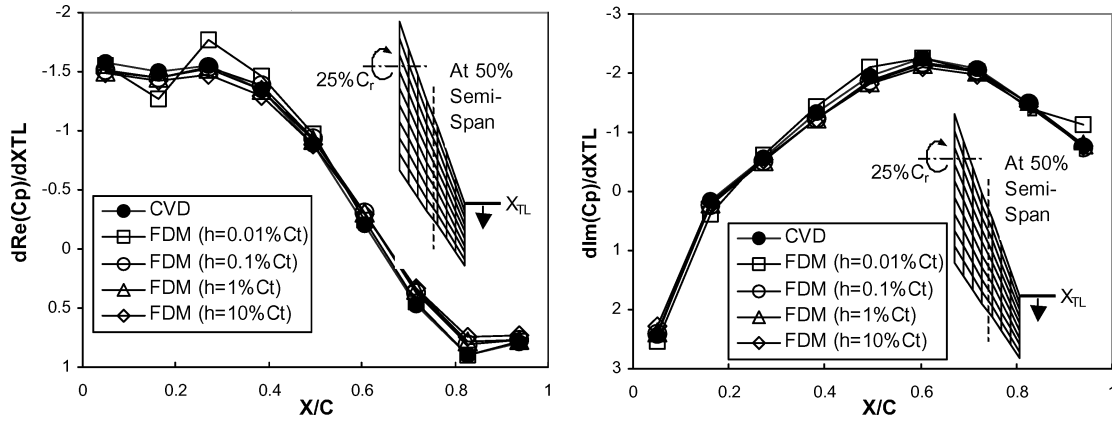 -2
-1.5
-1
-0.5
0
0.5
1
dRe(Cp)/dXTL
0
0.2
0.4
0.6
0.8
1
X/C
25%Cr
At 50%
Semi-
Span
XTL
CVD
FDM (h=0.01%Ct)
FDM (h=0.1%Ct)
FDM (h=1%Ct)
FDM (h=10%Ct)
-3
-2
-1
0
1
2
3
dIm(Cp)/dXTL
0
0.2
0.4
0.6
0.8
1
X/C
25%Cr
At 50%
Semi-
Span
XTL
CVD
FDM (h=0.01%Ct)
FDM (h=0.1%Ct)
FDM (h=1%Ct)
FDM (h=10%Ct)